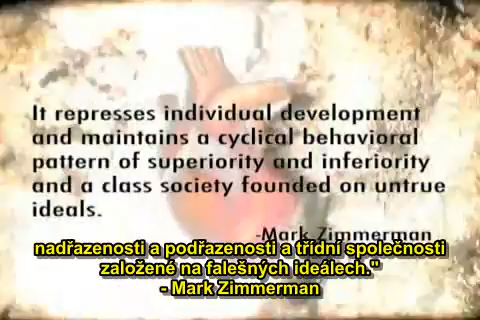 It represses individual development
and maintains a cyclical behavioral
pattern of superiority and inferiority
and a class society founded on untrue
ideals.
-Mark Zimmerman
nadřazenosti a podřazenosti a třídní společnosti
založené na falešných ideálech."
- Mark Zimmerman